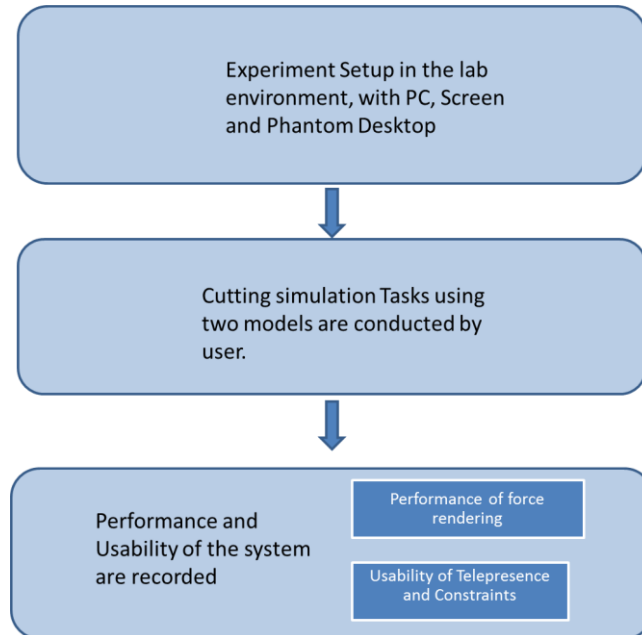 Experiment Setup in the lab
environment, with PC, Screen
and Phantom Desktop
Cutting simulation Tasks using
two models are conducted by
user.
Performance and
Usability of the system
are recorded
Performance of force
rendering
Usability of Telepresence
and Constraints